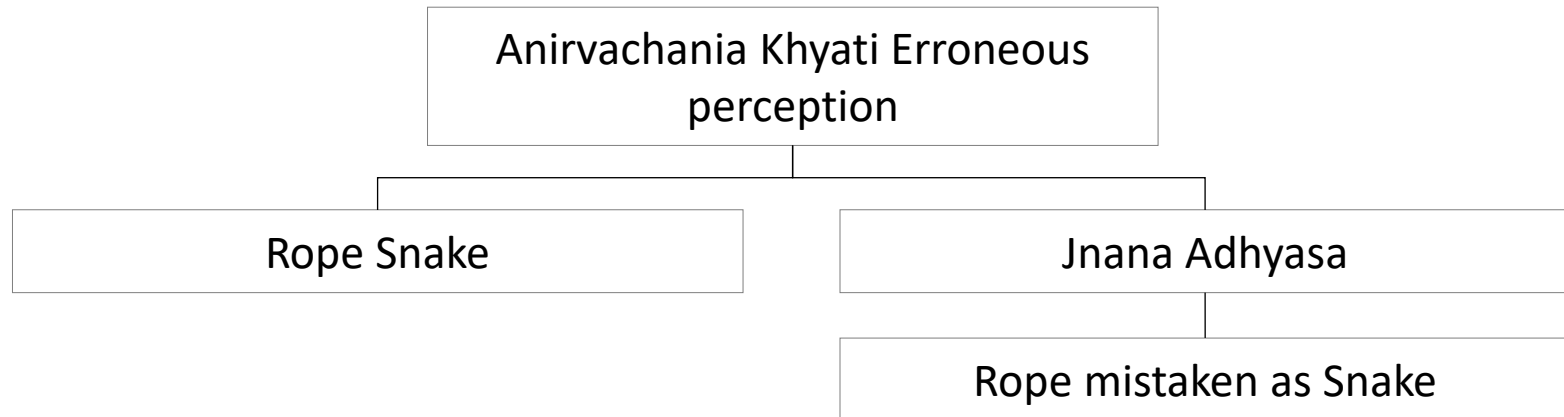 Anirvachania Khyati Erroneous
perception
Rope Snake
Jnana Adhyasa
Rope mistaken as Snake